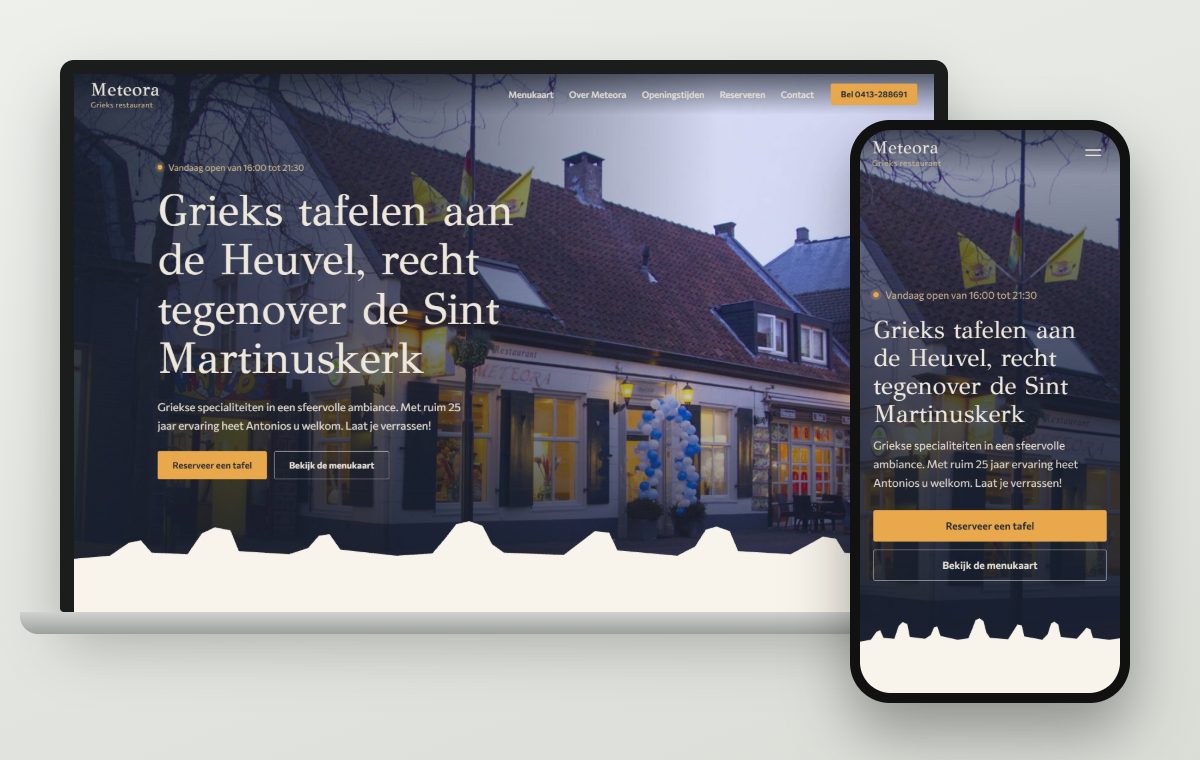 Meteora
Grieks restaurant
Menukaart Over Meteora Openingstijden Reserveren Contact Bel 0413-288691
Vandaag open van 16:00 tot 21:30
Grieks tafelen aan
de Heuvel, recht
tegenover de Sint
Martinuskerk
Restaurant
METEORA
Griekse specialiteiten in een sfeervolle ambiance. Met ruim 25
jaar ervaring heet Antonios u welkom. Laat je verrassen!
Reserveer een tafel Bekijk de menukaart
Meteora
Grieks restaurant
Vandaag open van 16:00 tot 21:30
Grieks tafelen aan
de Heuvel, recht
tegenover de Sint
Martinuskerk
Griekse specialiteiten in een sfeervolle
ambiance. Met ruim 25 jaar ervaring heet
Antonios u welkom. Laat je verrassen!
Reserveer een tafel
Bekijk de menukaart